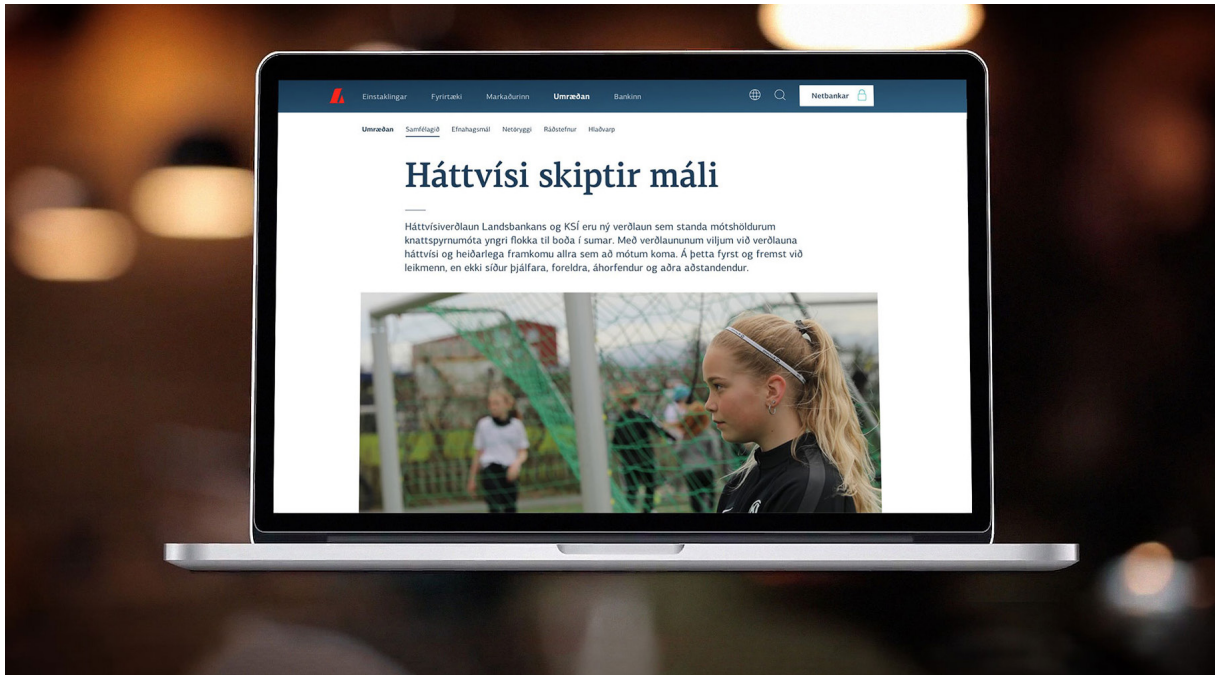 Einstaklingar Fyrirtæki Markaðurinn Umræðan Bankinn Netbankar
Umræðan Samfélagið Efnahagsmál Netöryggi Ráðstefnur Hlaðvarp
Háttvísi skiptir máli
Háttvísiverðlaun Landsbankans og KSÍ eru ný verðlaun sem standa mótshöldurum
knattspyrnumóta yngri flokka til boða í sumar. Með verðlaununum viljum við verðlauna
háttvísi og heiðarlega framkomu allra sem að mótum koma. Á þetta fyrst og fremst við
leikmenn, en ekki síður þjálfara, foreldra, áhorfendur og aðra aðstandendur.